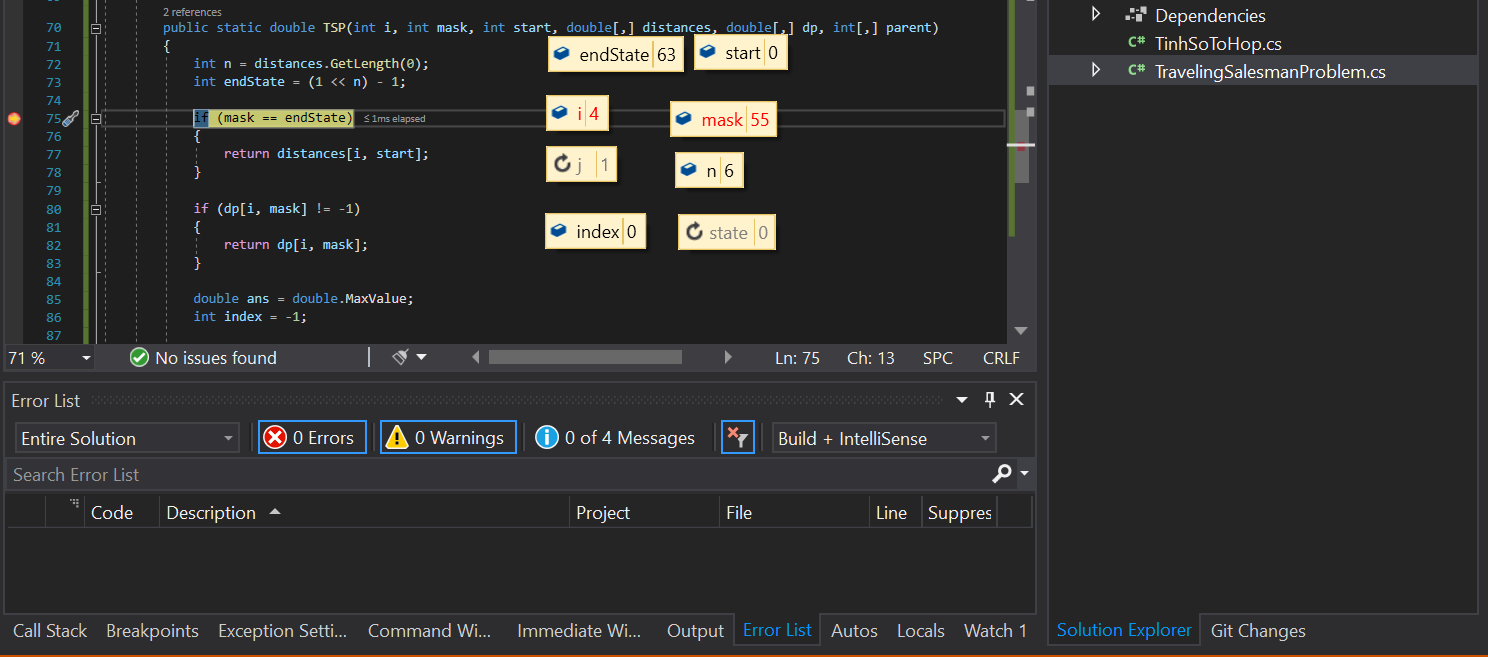 2 references
70 public static double TSP(int i, int mask, int start, double[,] distances, double[,] dp, int[,] parent)
71 {
72 int n = distances.GetLength(0);
73 int endState = (1 << n) - 1;
74
75 if (mask == endState) ≤ 1ms elapsed
76 {
77 return distances[i, start];
78 }
79
80 if (dp[i, mask] != -1)
81 {
82 return dp[i, mask];
83 }
84
85 double ans = double.MaxValue;
86 int index = -1;
87
endState 63
start 0
i 4
mask 55
j 1
n 6
index 0
state 0
71 %
No issues found
Ln: 75 Ch: 13 SPC CRLF
Error List
Entire Solution
0 Errors
0 Warnings
0 of 4 Messages
Build + IntelliSense
Search Error List
Code Description Project File Line Suppres
Call Stack Breakpoints Exception Setti... Command Wi... Immediate Wi... Output Error List Autos Locals Watch 1
Dependencies
C# TinhSoToHop.cs
C# TravelingSalesmanProblem.cs
Solution Explorer Git Changes